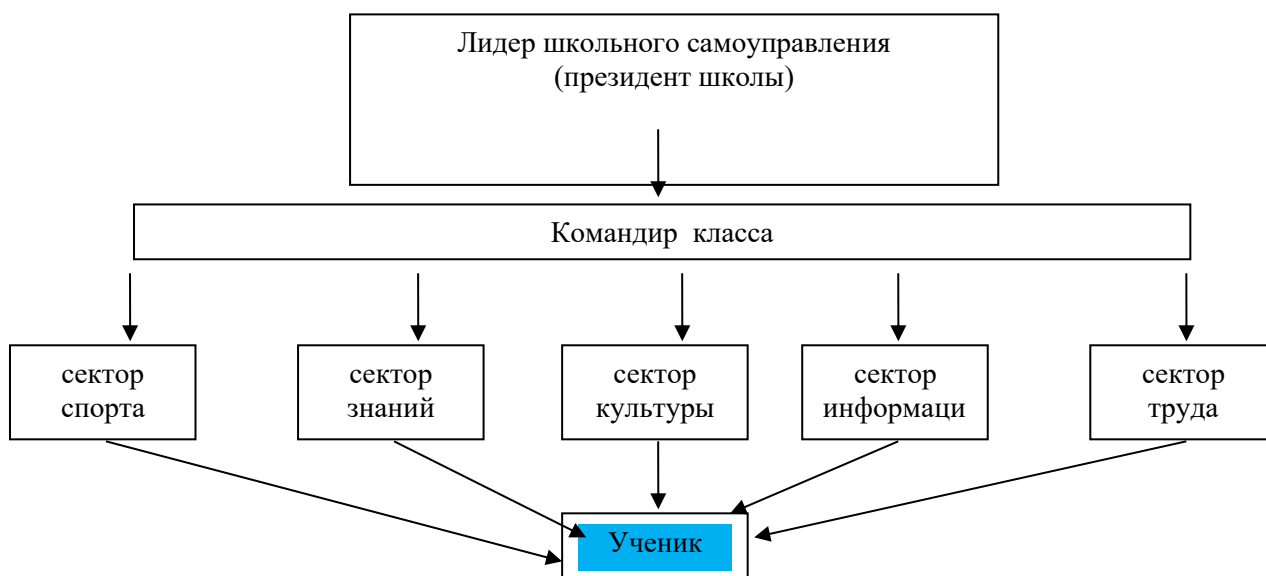 Лидер школьного самоуправления
(президент школы)
Командир класса
сектор
спорта
сектор
знаний
сектор
культуры
сектор
информаци
сектор
труда
Ученик